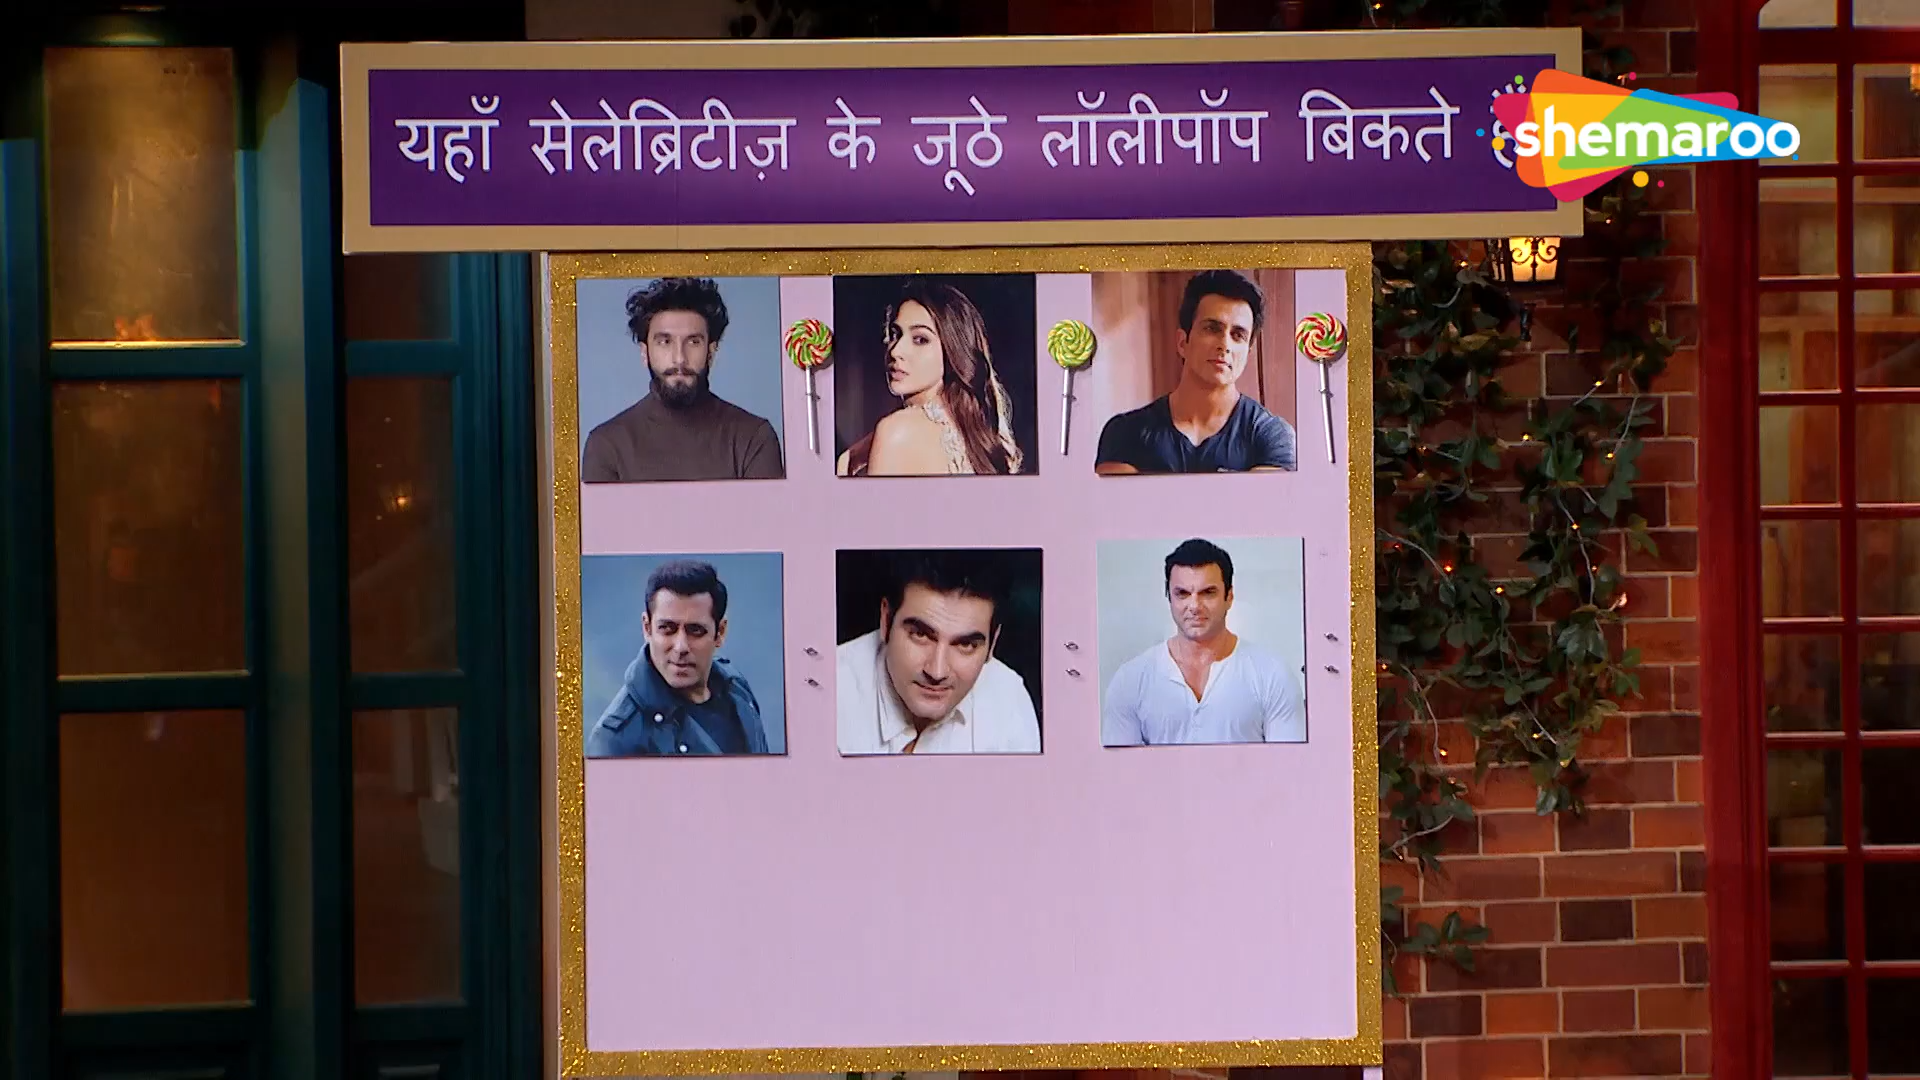 यहाँ सेलेब्रिटीज़ के जूठे लॉलीपॉप बिकते
shemaroo